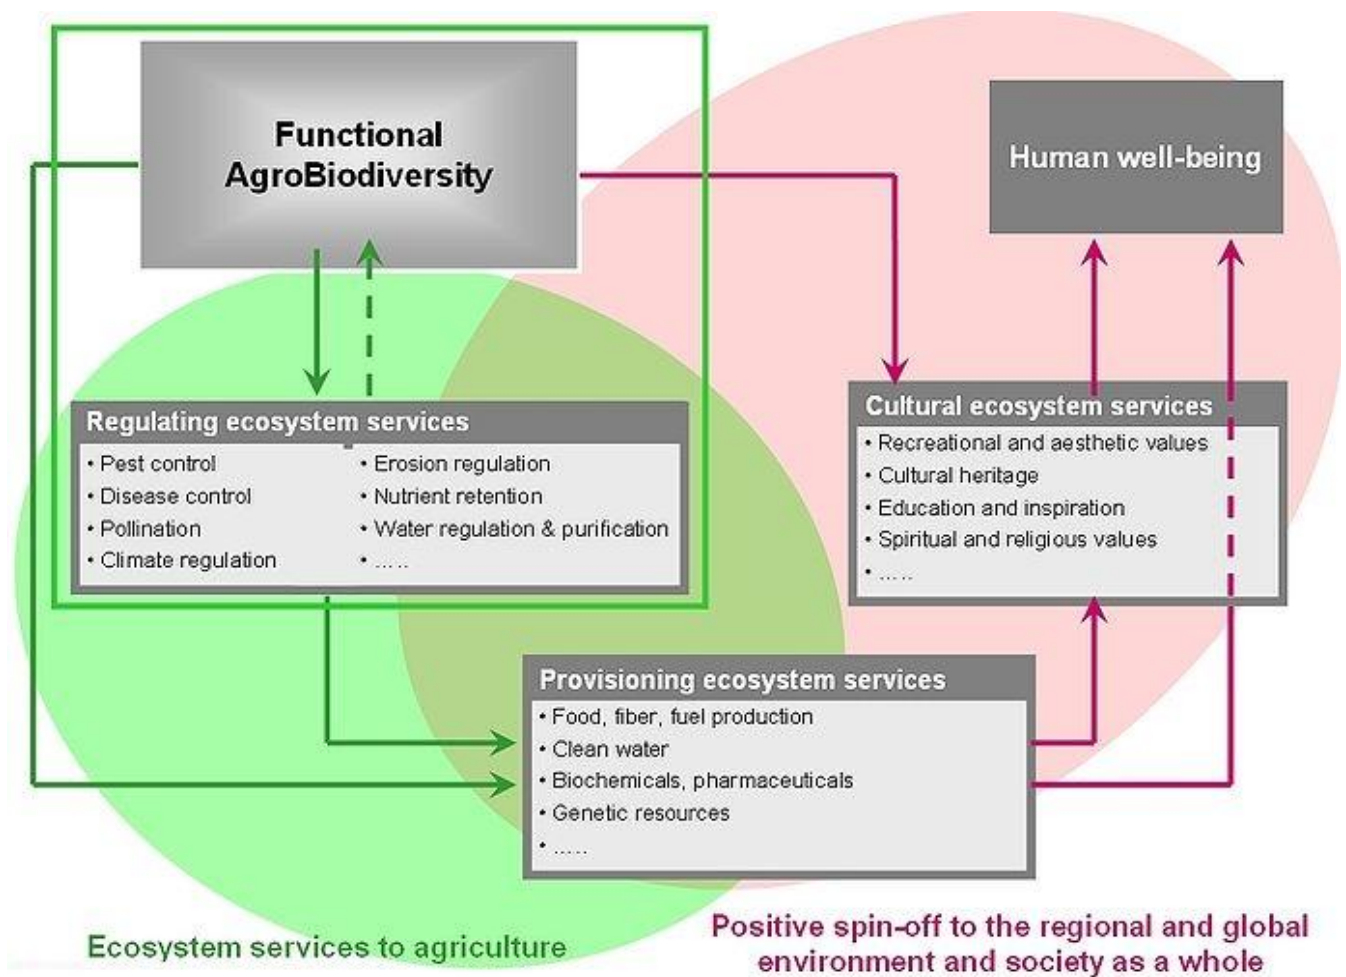 Functional
AgroBiodiversity
Human well-being
Regulating ecosystem services
• Pest control
• Disease control
• Pollination
• Climate regulation
• Erosion regulation
• Nutrient retention
• Water regulation & purification
• .....
Cultural ecosystem services
• Recreational and aesthetic values
• Cultural heritage
• Education and inspiration
• Spiritual and religious values
• .....
Provisioning ecosystem services
• Food, fiber, fuel production
• Clean water
• Biochemicals, pharmaceuticals
• Genetic resources
• .....
Ecosystem services to agriculture
Positive spin-off to the regional and global
environment and society as a whole